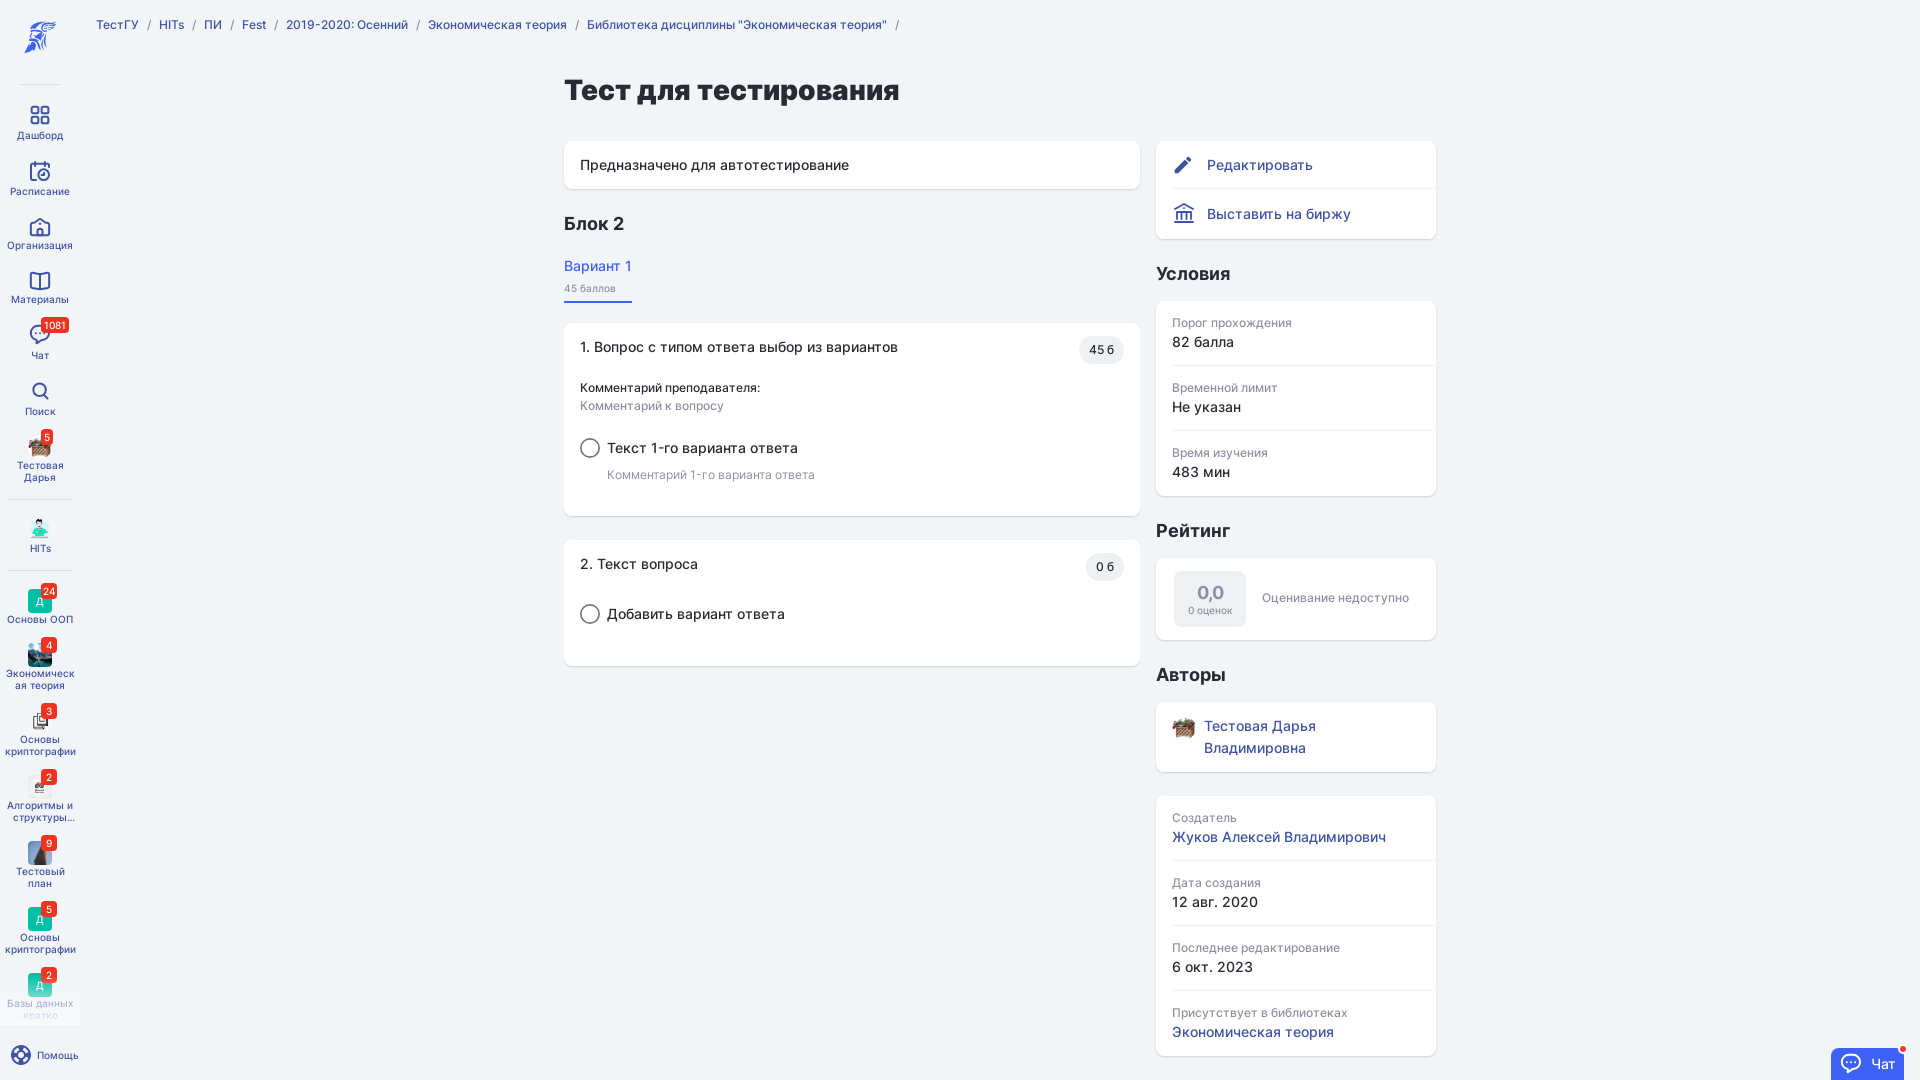 ТестГУ / HITs / ПИ / Fest / 2019-2020: Осенний / Экономическая теория / Библиотека дисциплины "Экономическая теория" /
Дашборд
Расписание
Организация
Материалы
1081
Чат
Поиск
5
Тестовая
Дарья
HITs
24
Д
Основы ООП
4
Экономическ
ая теория
3
Основы
криптографии
2
Алгоритмы и
структуры...
9
Тестовый
план
5
Д
Основы
криптографии
2
Д
Базы данных
кратко
Помощь
Тест для тестирования
Предназначено для автотестирование
Блок 2
Вариант 1
45 баллов
1. Вопрос с типом ответа выбор из вариантов
45 б
Комментарий преподавателя:
Комментарий к вопросу
Текст 1-го варианта ответа
Комментарий 1-го варианта ответа
2. Текст вопроса
0 б
Добавить вариант ответа
Редактировать
Выставить на биржу
Условия
Порог прохождения
82 балла
Временной лимит
Не указан
Время изучения
483 мин
Рейтинг
0,0
0 оценок
Оценивание недоступно
Авторы
Тестовая Дарья
Владимировна
Создатель
Жуков Алексей Владимирович
Дата создания
12 авг. 2020
Последнее редактирование
6 окт. 2023
Присутствует в библиотеках
Экономическая теория
Чат